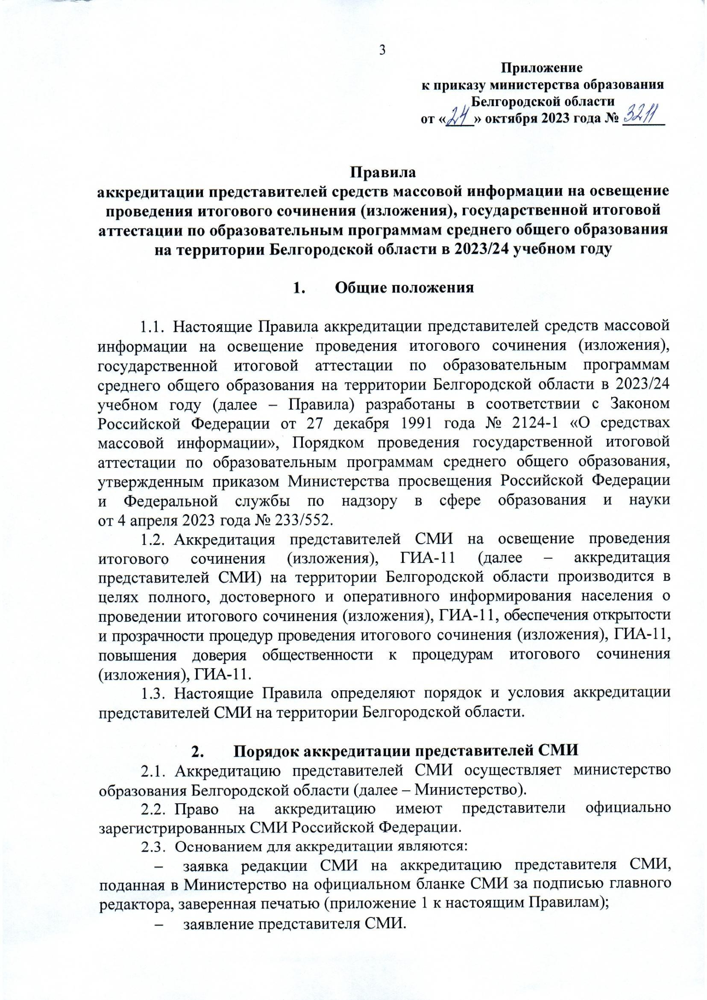 3
Приложение
к приказу министерства образования
Белгородской области
от «24» октября 2023 года № 3211
Правила
аккредитации представителей средств массовой информации на освещение
проведения итогового сочинения (изложения), государственной итоговой
аттестации по образовательным программам среднего общего образования
на территории Белгородской области в 2023/24 учебном году
1. Общие положения
1.1. Настоящие Правила аккредитации представителей средств массовой
информации на освещение проведения итогового сочинения (изложения),
государственной итоговой аттестации по образовательным программам
среднего общего образования на территории Белгородской области в 2023/24
учебном году (далее – Правила) разработаны в соответствии с Законом
Российской Федерации от 27 декабря 1991 года № 2124-1 «О средствах
массовой информации», Порядком проведения государственной итоговой
аттестации по образовательным программам среднего общего образования,
утвержденным приказом Министерства просвещения Российской Федерации
и Федеральной службы по надзору в сфере образования и науки
от 4 апреля 2023 года № 233/552.
1.2. Аккредитация представителей СМИ на освещение проведения
итогового сочинения (изложения), ГИА-11 (далее – аккредитация
представителей СМИ) на территории Белгородской области производится в
целях полного, достоверного и оперативного информирования населения о
проведении итогового сочинения (изложения), ГИА-11, обеспечения открытости
и прозрачности процедур проведения итогового сочинения (изложения), ГИА-11,
повышения доверия общественности к процедурам итогового сочинения
(изложения), ГИА-11.
1.3. Настоящие Правила определяют порядок и условия аккредитации
представителей СМИ на территории Белгородской области.
2. Порядок аккредитации представителей СМИ
2.1. Аккредитацию представителей СМИ осуществляет министерство
образования Белгородской области (далее – Министерство).
2.2. Право на аккредитацию имеют представители официально
зарегистрированных СМИ Российской Федерации.
2.3. Основанием для аккредитации являются:
– заявка редакции СМИ на аккредитацию представителя СМИ,
поданная в Министерство на официальном бланке СМИ за подписью главного
редактора, заверенная печатью (приложение 1 к настоящим Правилам);
– заявление представителя СМИ.